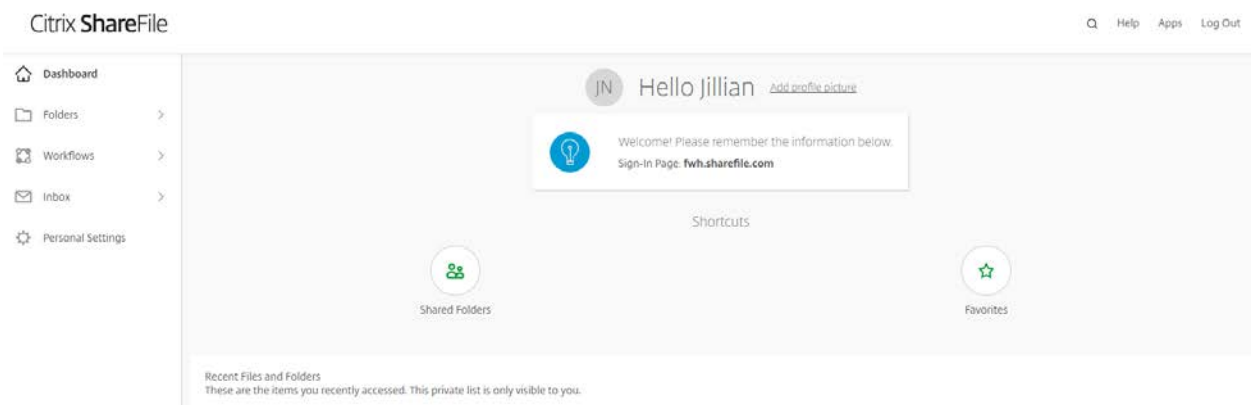 Citrix ShareFile
Help Apps Log Out
Dashboard
Folders
Workflows
Inbox
Personal Settings
JN Hello Jillian Add profile picture
Welcome! Please remember the information below.
Sign-In Page: fwh.sharefile.com
Shortcuts
Shared Folders
Favorites
Recent Files and Folders
These are the items you recently accessed. This private list is only visible to you.